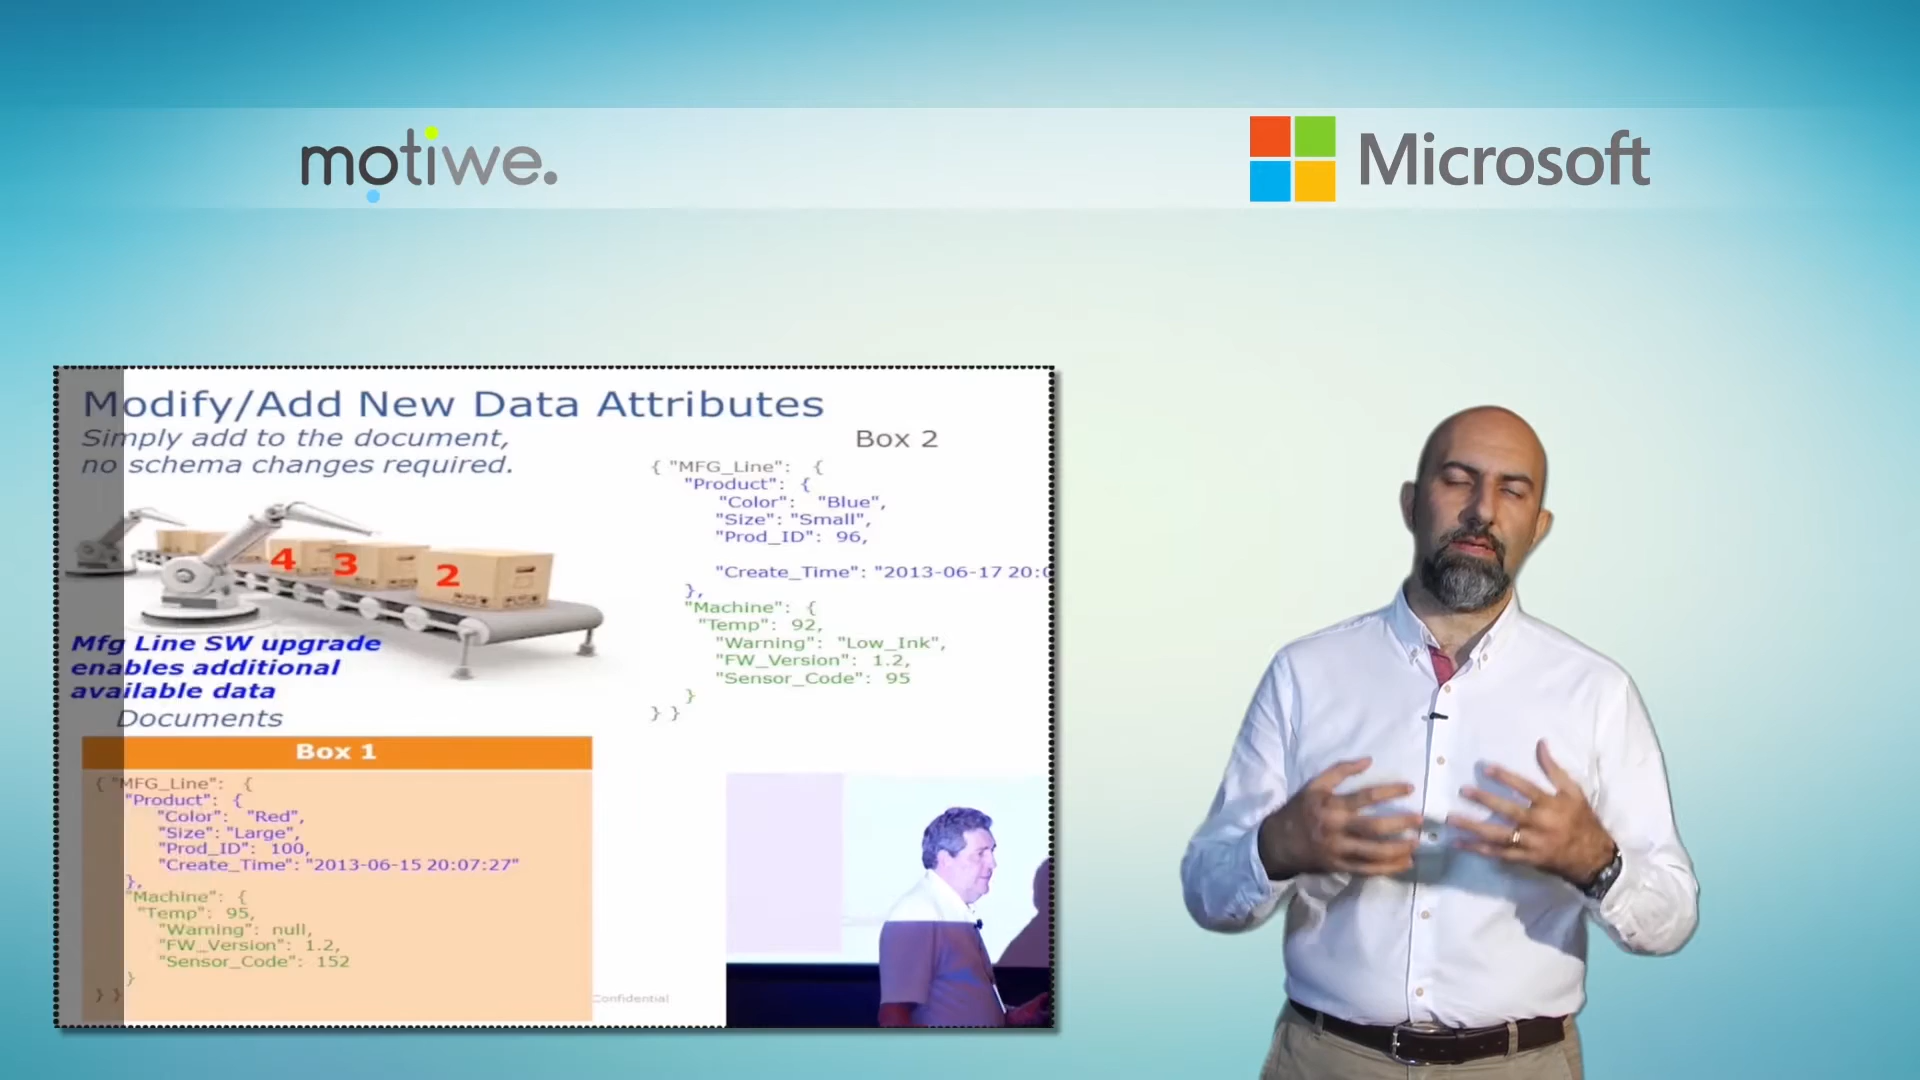 motiwe.
Microsoft
Modify/Add New Data Attributes
Simply add to the document,
no schema changes required.
4 3 2
Mfg Line SW upgrade
enables additional
available data
Documents
Box 1
{ "MFG_Line": {
"Product": {
"Color": "Red",
"Size": "Large",
"Prod_ID": 100,
"Create_Time": "2013-06-15 20:07:27"
},
"Machine": {
"Temp": 95,
"Warning": null,
"FW_Version": 1.2,
"Sensor_Code": 152
}
} }
Box 2
{ "MFG_Line": {
"Product": {
"Color": "Blue",
"Size": "Small",
"Prod_ID": 96,
"Create_Time": "2013-06-17 20:0
},
"Machine": {
"Temp": 92,
"Warning": "Low_Ink",
"FW_Version": 1.2,
"Sensor_Code": 95
}
} }
Confidential